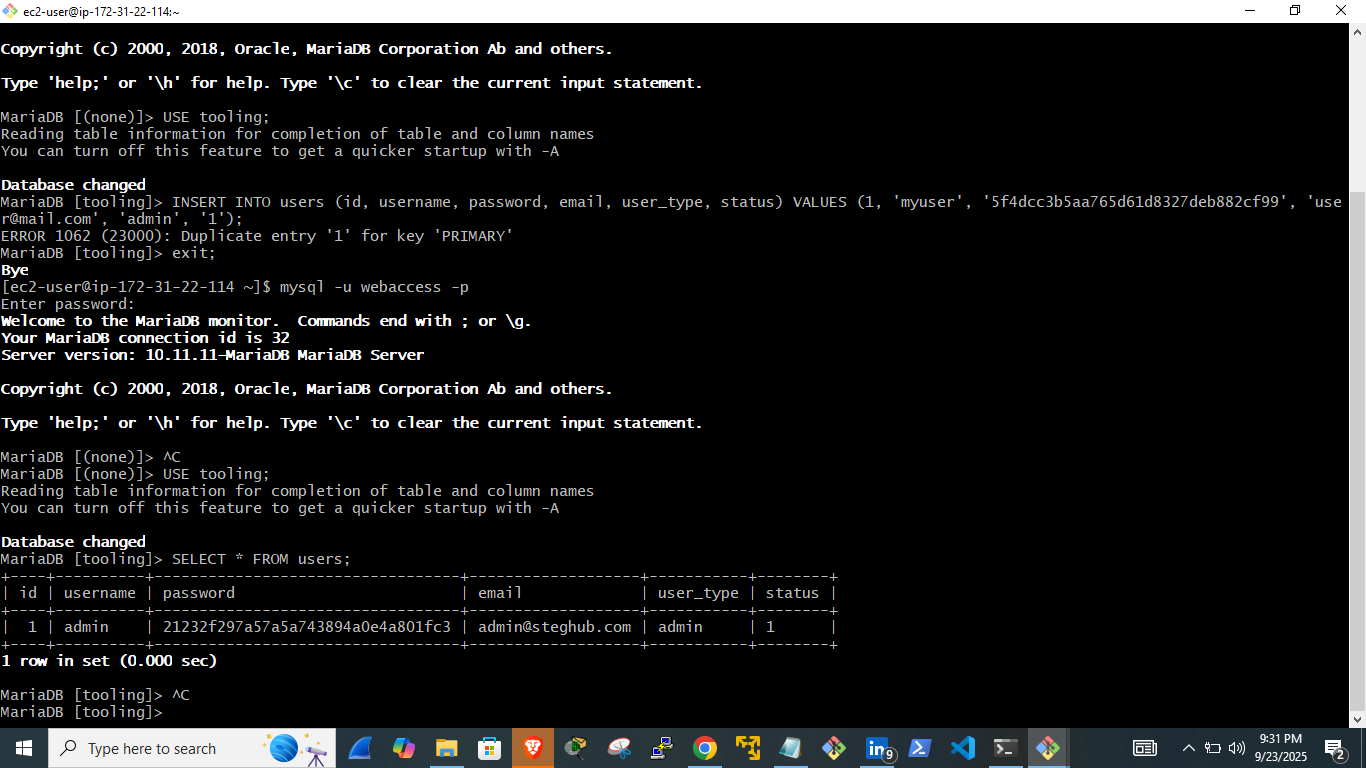 ec2-user@ip-172-31-22-114:~
Copyright (c) 2000, 2018, Oracle, MariaDB Corporation Ab and others.
Type 'help;' or '\h' for help. Type '\c' to clear the current input statement.
MariaDB [(none)]> USE tooling;
Reading table information for completion of table and column names
You can turn off this feature to get a quicker startup with -A
Database changed
MariaDB [tooling]> INSERT INTO users (id, username, password, email, user_type, status) VALUES (1, 'myuser', '5f4dcc3b5aa765d61d8327deb882cf99', 'use
r@mail.com', 'admin', '1');
ERROR 1062 (23000): Duplicate entry '1' for key 'PRIMARY'
MariaDB [tooling]> exit;
Bye
[ec2-user@ip-172-31-22-114 ~]$ mysql -u webaccess -p
Enter password:
Welcome to the MariaDB monitor.  Commands end with ; or \g.
Your MariaDB connection id is 32
Server version: 10.11.11-MariaDB MariaDB Server
Copyright (c) 2000, 2018, Oracle, MariaDB Corporation Ab and others.
Type 'help;' or '\h' for help. Type '\c' to clear the current input statement.
MariaDB [(none)]> ^C
MariaDB [(none)]> USE tooling;
Reading table information for completion of table and column names
You can turn off this feature to get a quicker startup with -A
Database changed
MariaDB [tooling]> SELECT * FROM users;
+----+----------+----------------------------------+-------------------+-----------+--------+
| id | username | password                         | email             | user_type | status |
+----+----------+----------------------------------+-------------------+-----------+--------+
|  1 | admin    | 21232f297a57a5a743894a0e4a801fc3 | admin@steghub.com | admin     | 1      |
+----+----------+----------------------------------+-------------------+-----------+--------+
1 row in set (0.000 sec)
MariaDB [tooling]> ^C
MariaDB [tooling]>
Type here to search
in
9
9:31 PM
9/23/2025
2